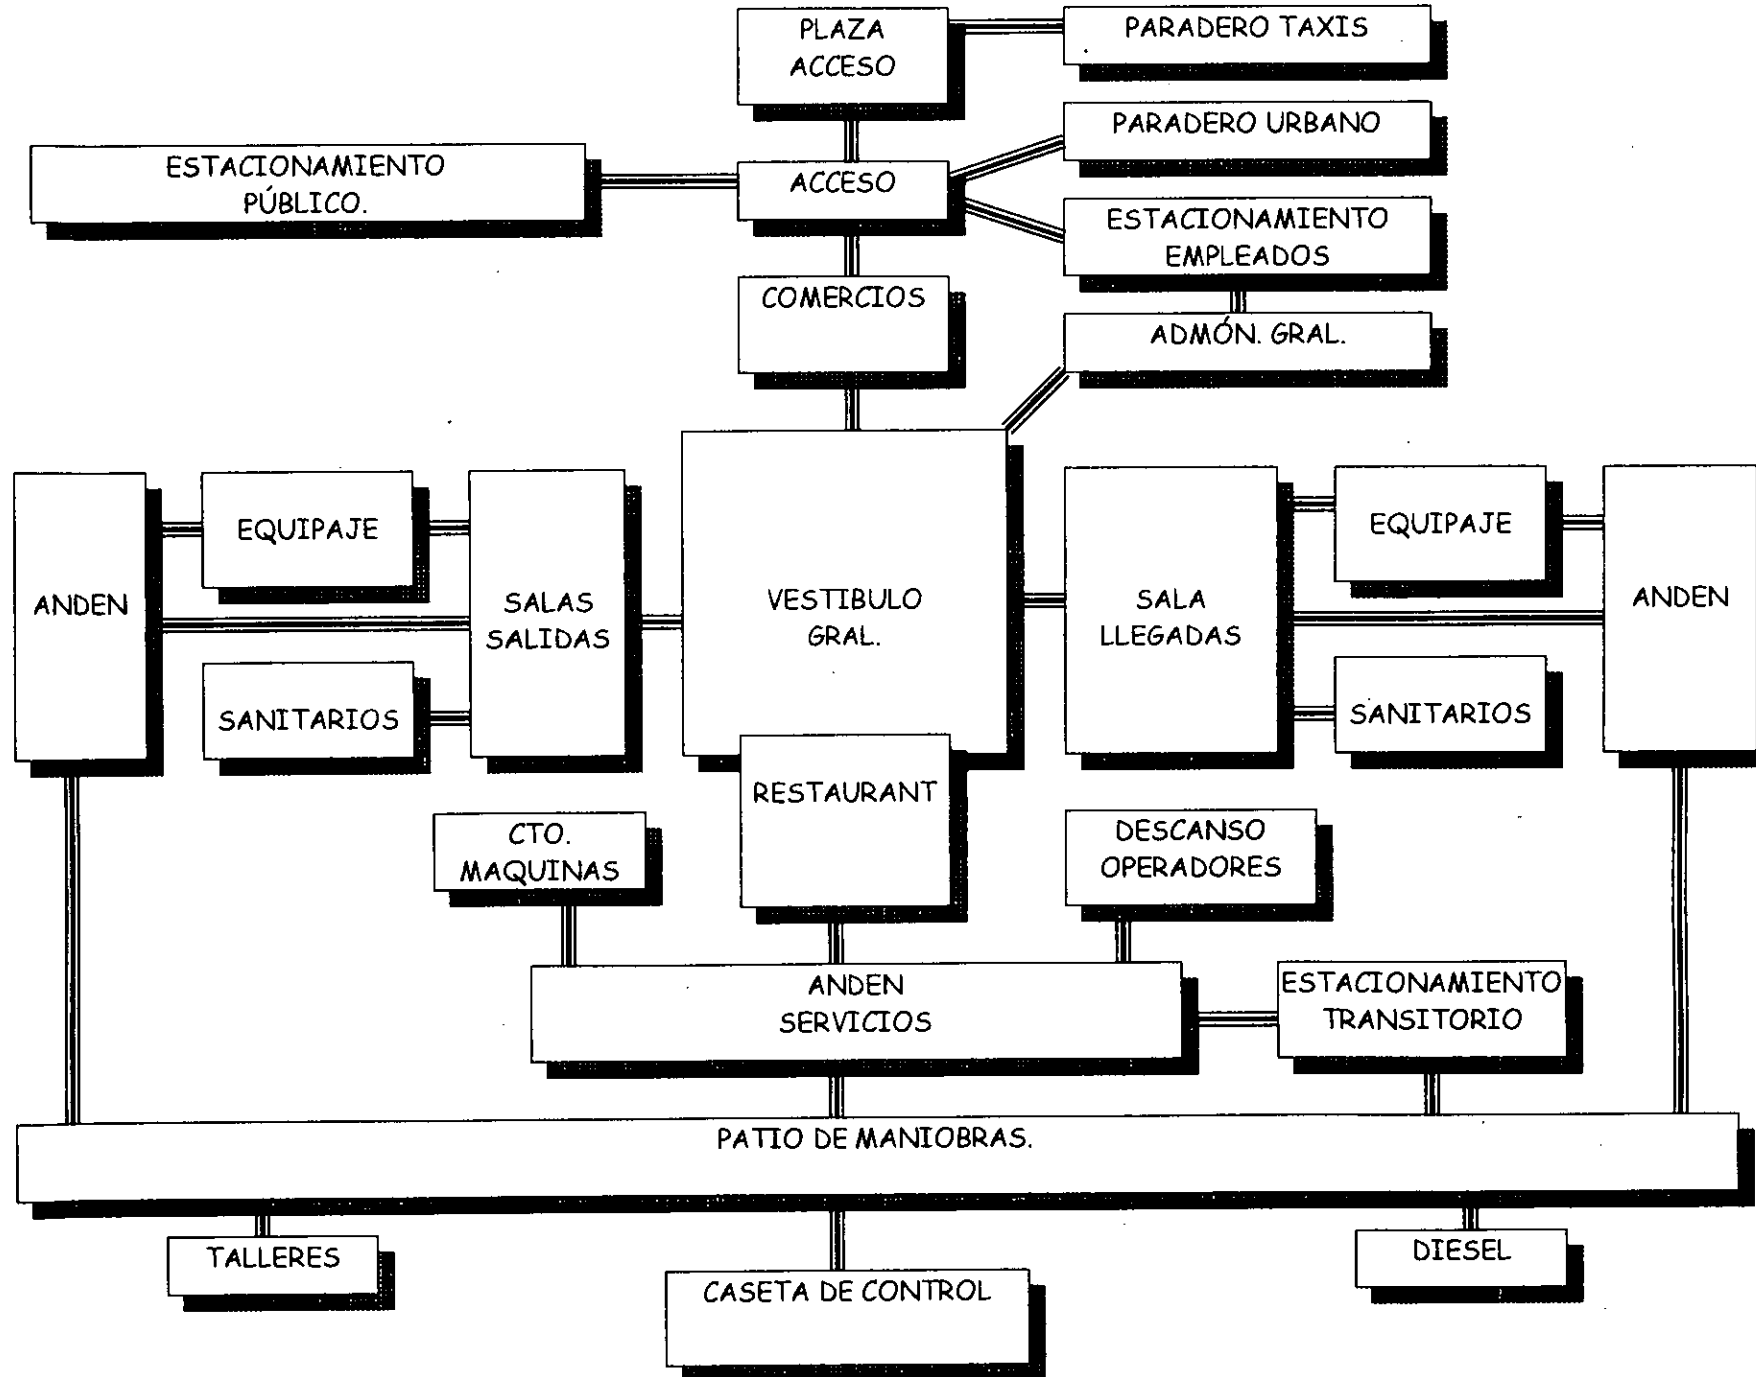 PLAZA
ACCESO
PARADERO TAXIS
PARADERO URBANO
ESTACIONAMIENTO
PÚBLICO.
ACCESO
ESTACIONAMIENTO
EMPLEADOS
COMERCIOS
ADMÓN. GRAL.
ANDEN
EQUIPAJE
SANITARIOS
SALAS
SALIDAS
VESTIBULO
GRAL.
SALA
LLEGADAS
EQUIPAJE
SANITARIOS
ANDEN
RESTAURANT
CTO.
MAQUINAS
DESCANSO
OPERADORES
ANDEN
SERVICIOS
ESTACIONAMIENTO
TRANSITORIO
PATIO DE MANIOBRAS.
TALLERES
CASETA DE CONTROL
DIESEL